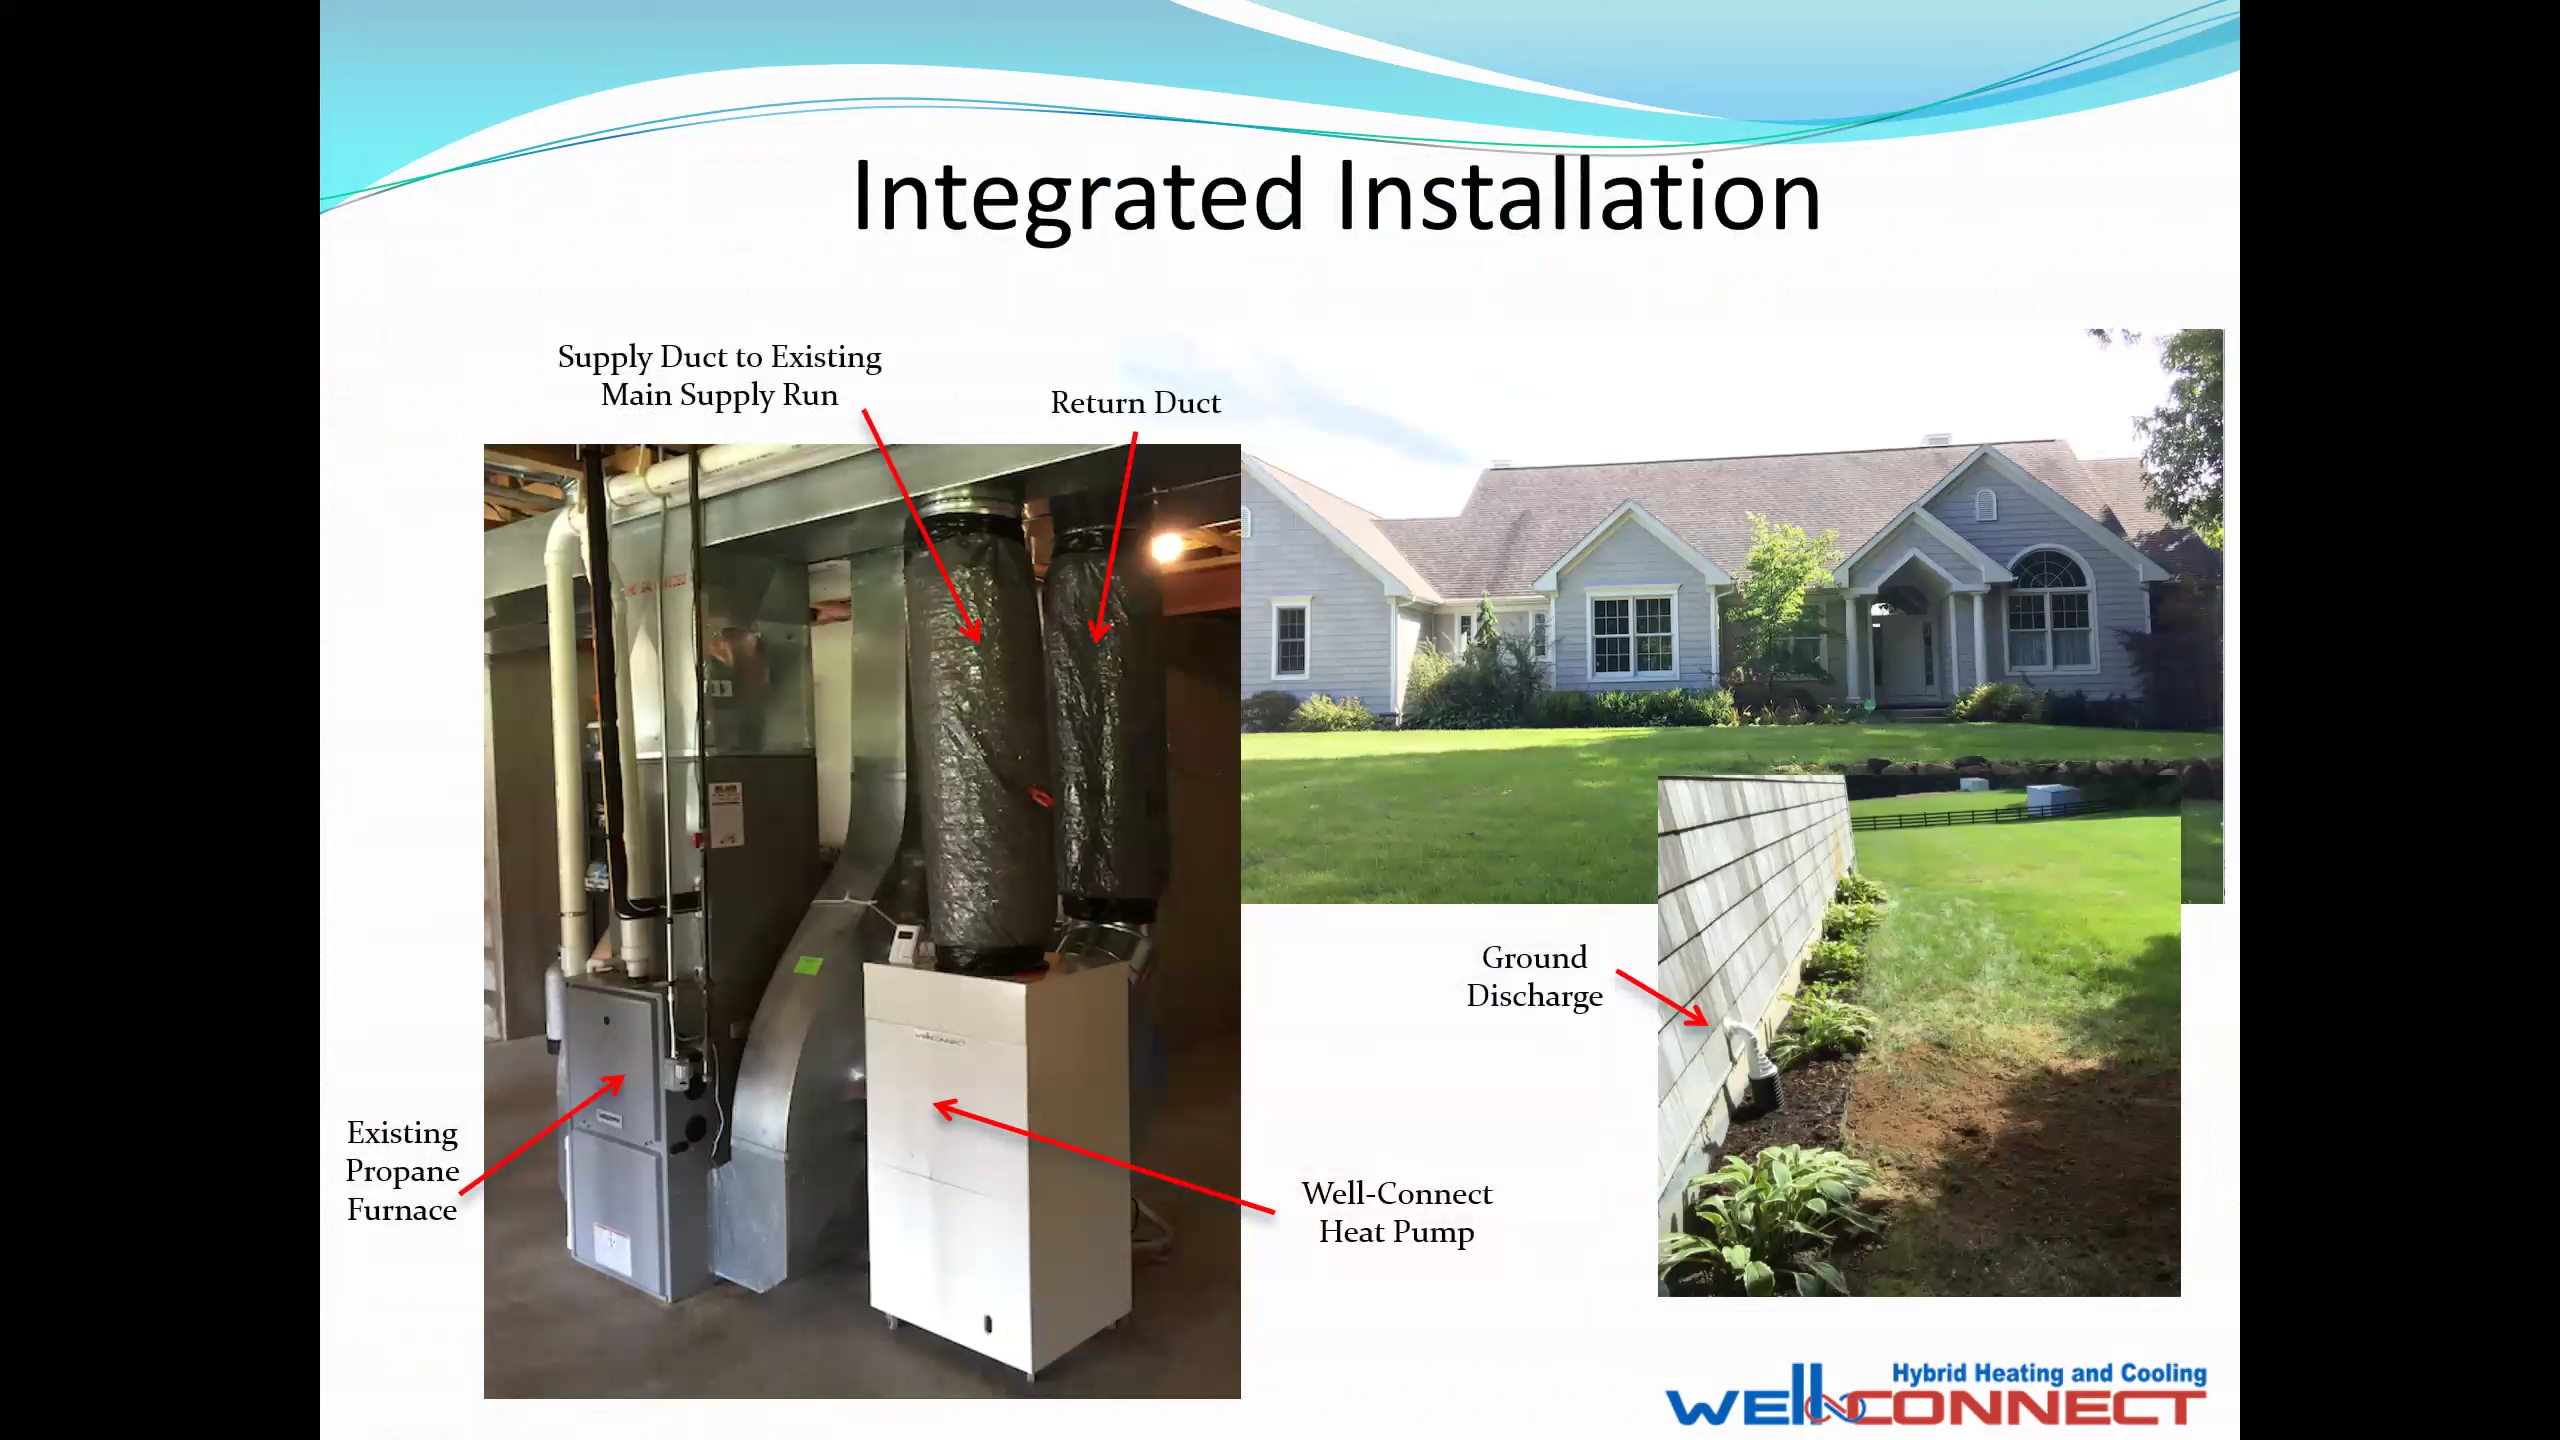 Integrated Installation
Supply Duct to Existing
Main Supply Run
Return Duct
Existing
Propane
Furnace
WELLCONNECT
Well-Connect
Heat Pump
Ground
Discharge
Hybrid Heating and Cooling
WELLCONNECT